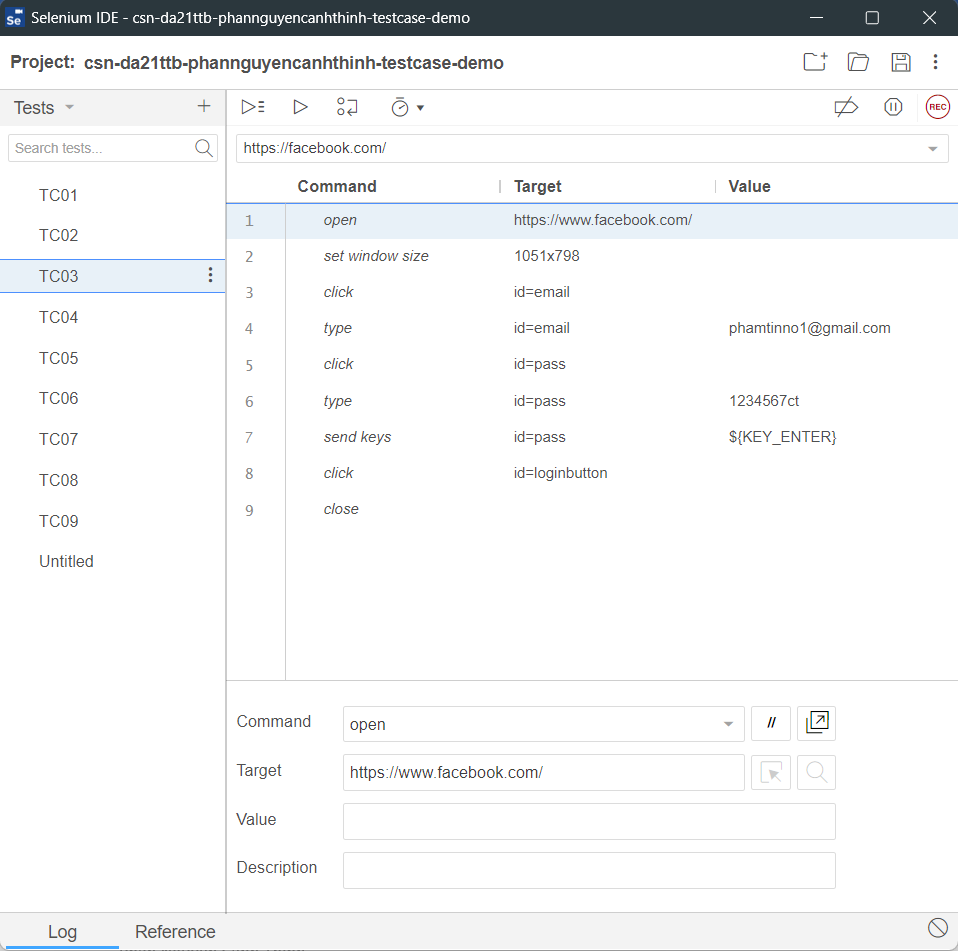 Selenium IDE - csn-da21ttb-phannguyencanhthinh-testcase-demo
Project: csn-da21ttb-phannguyencanhthinh-testcase-demo
Tests
Search tests...
TC01
TC02
TC03
TC04
TC05
TC06
TC07
TC08
TC09
Untitled
REC
https://facebook.com/
Command Target Value
1 open https://www.facebook.com/
2 set window size 1051x798
3 click id=email
4 type id=email phamtinno1@gmail.com
5 click id=pass
6 type id=pass 1234567ct
7 send keys id=pass ${KEY_ENTER}
8 click id=loginbutton
9 close
Command open //
Target https://www.facebook.com/
Value
Description
Log Reference